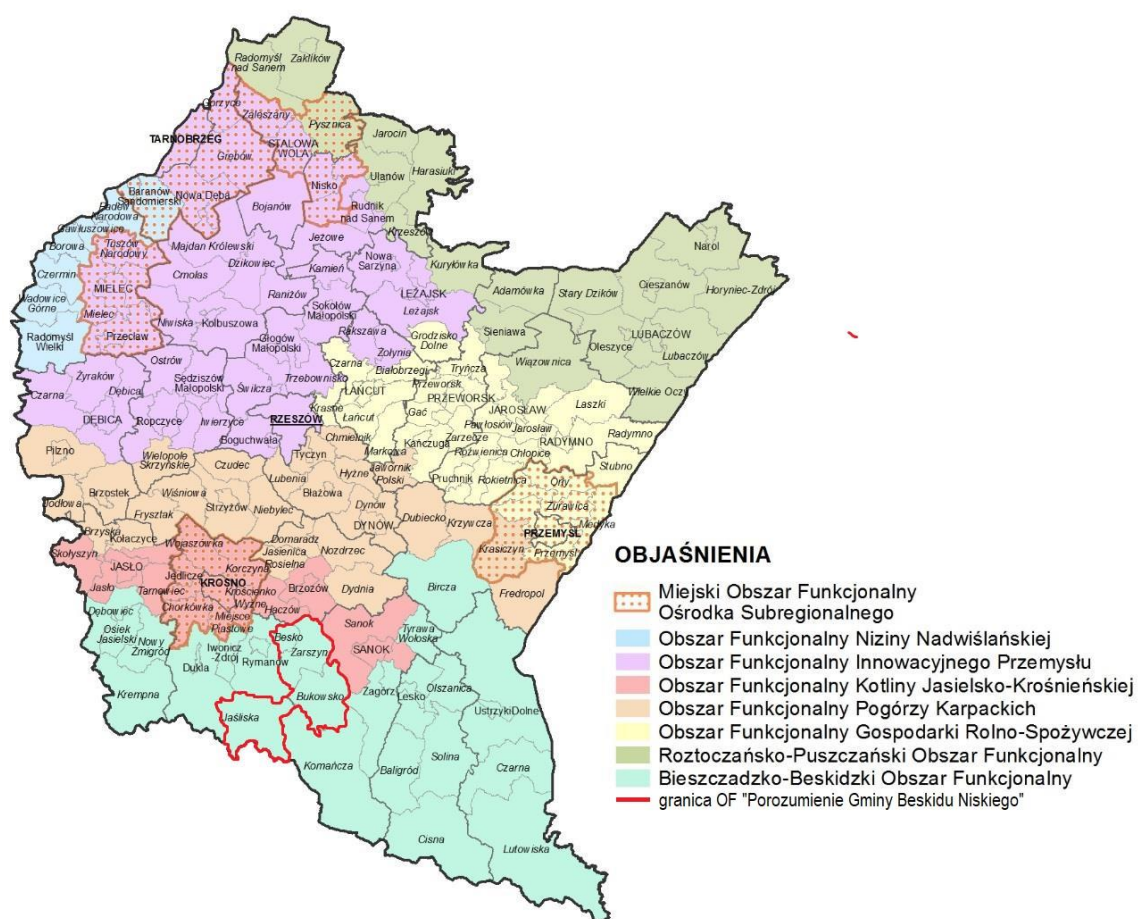 Radomyśl
nad Sanem
Zaklików
Gorzyce
Zaleszany
Pysznica
TARNOBRZEG
STALOWA
WOLA
Jarocin
Grębów
Ulanów
Harasiuki
Baranów
Sandomierski
Nowa Dęba
Nisko
Rudnik
nad Sanem
Padew
Narodowa
Bojanów
Gawłuszowice
Krzeszów
Borowa
Tuszów
Narodowy
Majdan Królewski
Jeżowe
Narol
Czermin
Cmolas
Dzikowiec
Kamień
Nowa
Sarzyna
Kuryłówka
Cieszanów
Horyniec-Zdrój
Adamówka
Stary Dzików
Wadowice
Górne
MIELEC
Mielec
Raniżów
LEŻAJSK
Leżajsk
Sokołów
Małopolski
Niwiska
Kolbuszowa
Radomyśl
Wielki
Przecław
Głogów
Małopolski
Rakszawa
Grodzisko
Dolne
Sieniawa
Oleszyce
LUBACZÓW
Lubaczów
Żołynia
Wiązownica
Ostrów
Czarna
Białobrzegi
Tryńcza
Wielkie Oczy
Żyraków
Sędziszów
Małopolski
Świlcza
Trzebownisko
Czarna
Dębica
ŁAŃCUT
Przeworsk
PRZEWORSK
Laszki
DĘBICA
Ropczyce
Iwierzyce
RZESZÓW
Krasne
Łańcut
Gać
JAROSŁAW
Pawłosiów
Jarosław
Boguchwała
Chmielnik
Zarzecze
RADYMNO
Radymno
Pilzno
Wielopole
Skrzyńskie
Czudec
Tyczyn
Markowa
Kańczuga
Roźwienica
Chłopice
Lubenia
Hyżne
Jawornik
Polski
Pruchnik
Rokietnica
Stubno
Orły
Brzostek
Wiśniowa
Błażowa
Jodłowa
Frysztak
Strzyżów
Niebylec
Dynów
DYNÓW
Dubiecko
Krzywcza
Żurawica
Medyka
PRZEMYŚL
Brzyska
Kołaczyce
Wojaszówka
Domaradz
Jasienica
Rosielna
Nozdrzec
Krasiczyn
Przemyśl
Skołyszyn
JASŁO
Jedlicze
Korczyna
KROSNO
Jasło
Tarnowiec
Krościenko
Wyżne
Brzozów
Dydnia
Bircza
Fredropol
Chorkówka
Haczów
Dębowiec
Miejsce
Piastowe
Sanok
Osiek
Jasielski
Nowy
Żmigród
Besko
SANOK
Tyrawa
Wołoska
Iwonicz
-Zdrój
Zarszyn
Dukla
Rymanów
Krempna
Bukowsko
Zagórz
Lesko
Olszanica
Jaśliska
Ustrzyki Dolne
Komańcza
Baligród
Solina
Czarna
Cisna
Lutowiska
OBJAŚNIENIA
Miejski Obszar Funkcjonalny
Ośrodka Subregionalnego
Obszar Funkcjonalny Niziny Nadwiślańskiej
Obszar Funkcjonalny Innowacyjnego Przemysłu
Obszar Funkcjonalny Kotliny Jasielsko-Krośnieńskiej
Obszar Funkcjonalny Pogórzy Karpackich
Obszar Funkcjonalny Gospodarki Rolno-Spożywczej
Roztoczańsko-Puszczański Obszar Funkcjonalny
Bieszczadzko-Beskidzki Obszar Funkcjonalny
granica OF "Porozumienie Gminy Beskidu Niskiego"